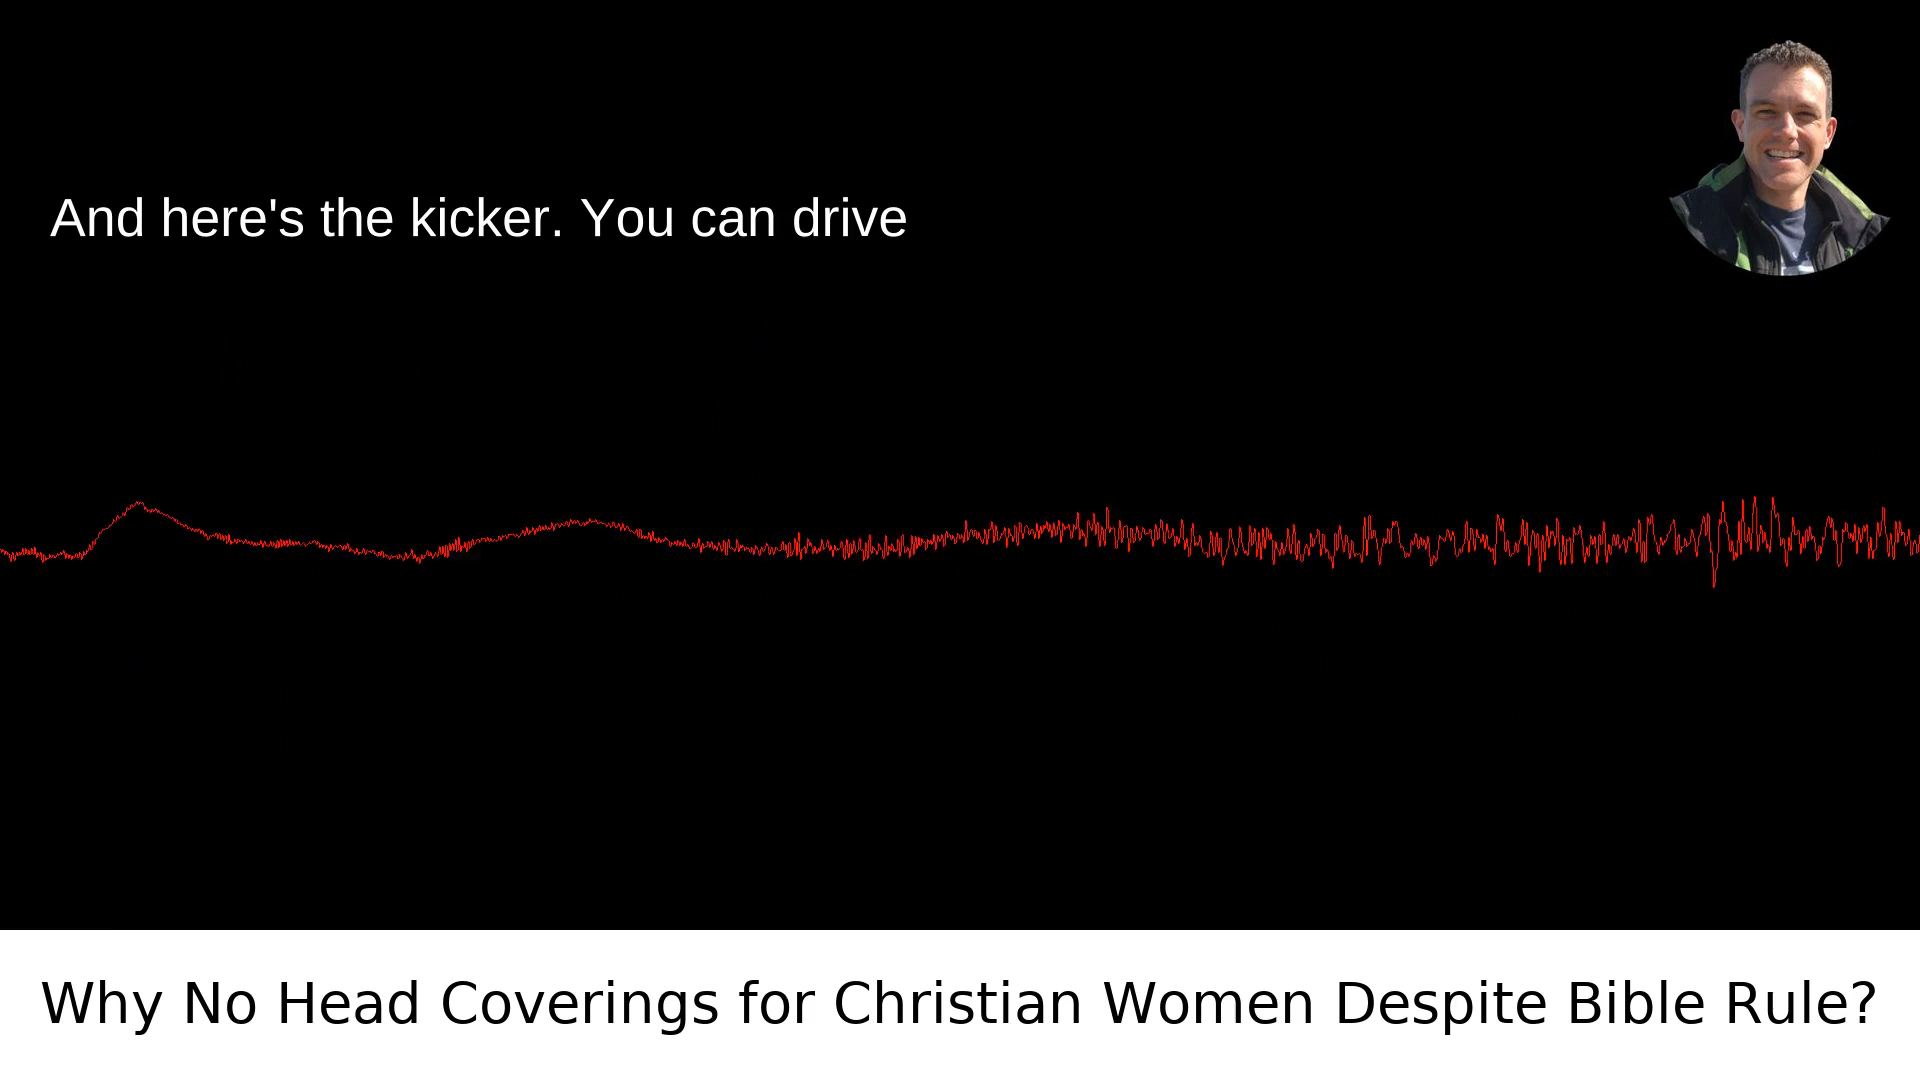 And here's the kicker. You can drive
Why No Head Coverings for Christian Women Despite Bible Rule?